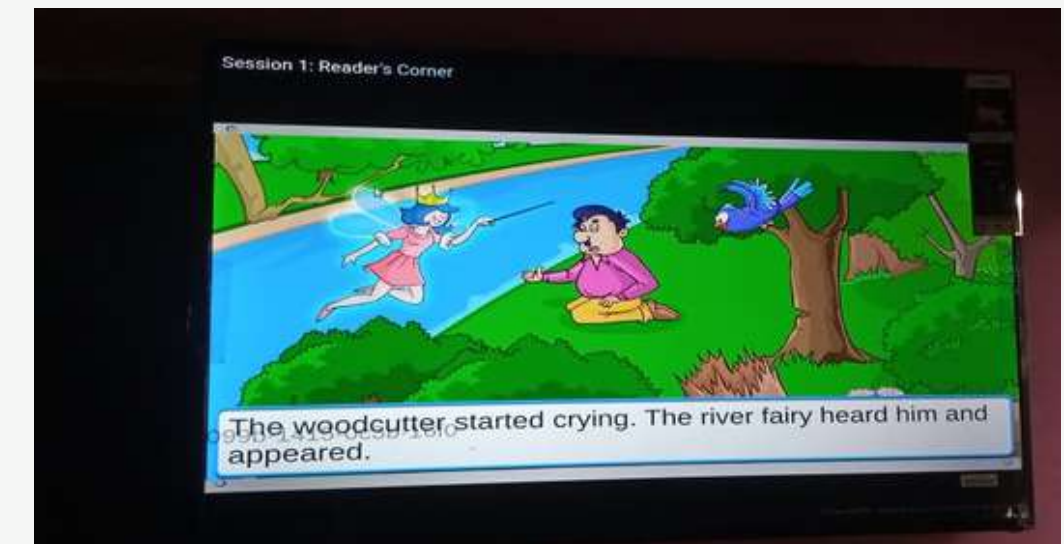 Session 1: Reader's Corner
The woodcutter started crying. The river fairy heard him and
appeared.